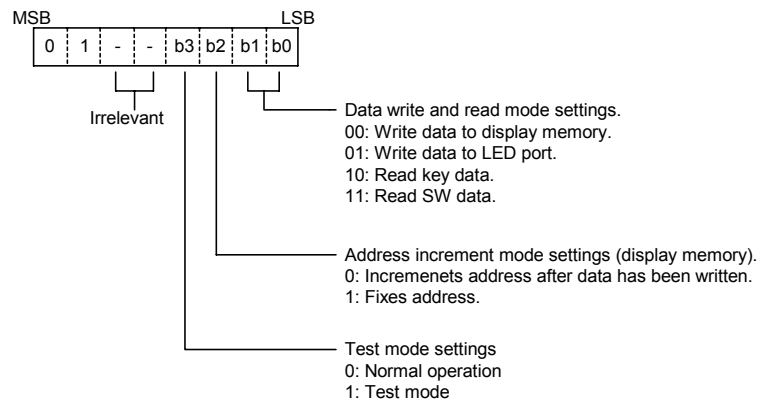 MSB LSB
0 1 - - b3 b2 b1 b0
Irrelevant
Data write and read mode settings.
00: Write data to display memory.
01: Write data to LED port.
10: Read key data.
11: Read SW data.
Address increment mode settings (display memory).
0: Incremenets address after data has been written.
1: Fixes address.
Test mode settings
0: Normal operation
1: Test mode